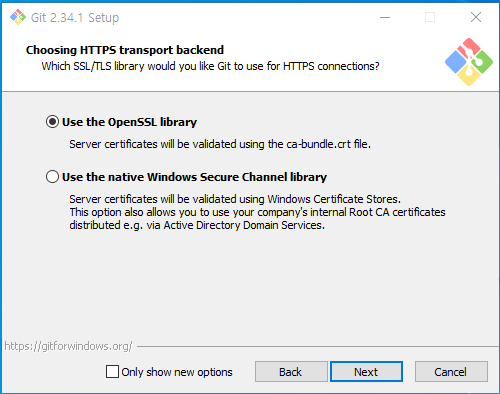 Git 2.34.1 Setup
Choosing HTTPS transport backend
Which SSL/TLS library would you like Git to use for HTTPS connections?
Use the OpenSSL library
Server certificates will be validated using the ca-bundle.crt file.
Use the native Windows Secure Channel library
Server certificates will be validated using Windows Certificate Stores.
This option also allows you to use your company's internal Root CA certificates
distributed e.g. via Active Directory Domain Services.
https://gitforwindows.org/
Only show new options
Back
Next
Cancel